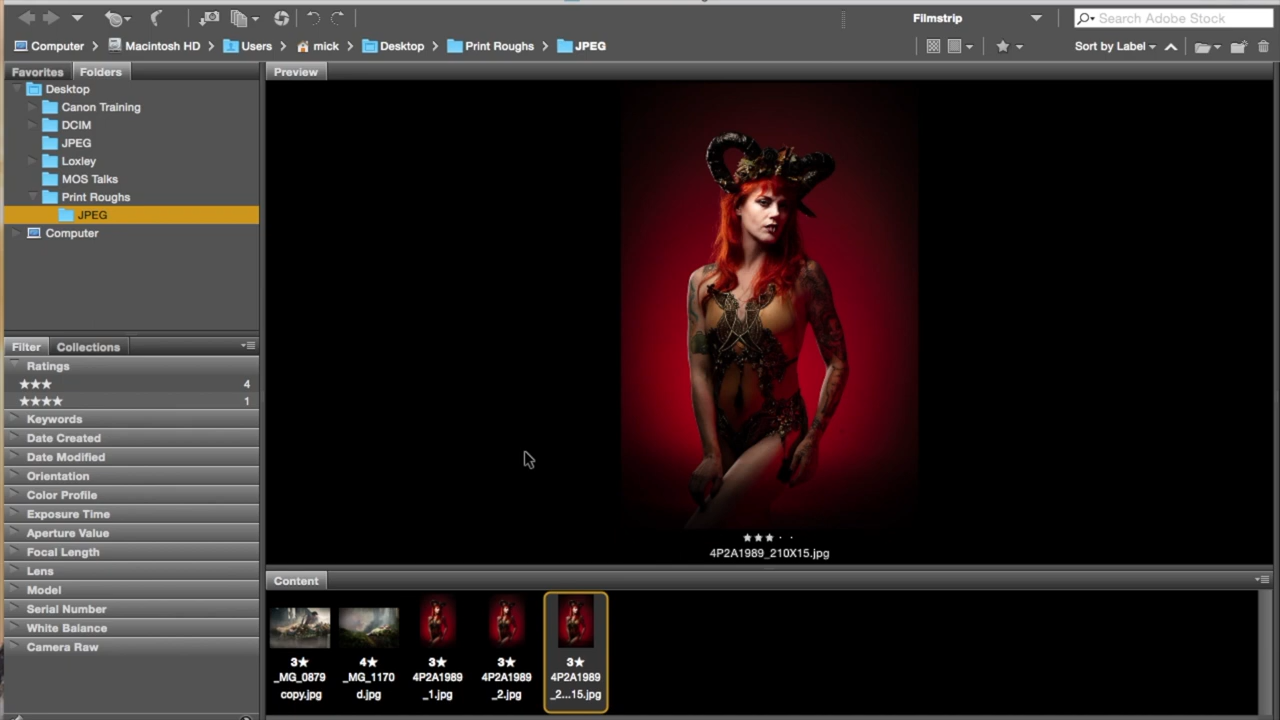 Filmstrip
Search Adobe Stock
Computer Macintosh HD Users mick Desktop Print Roughs JPEG
Sort by Label
Favorites Folders
Desktop
Canon Training
DCIM
JPEG
Loxley
MOS Talks
Print Roughs
JPEG
Computer
Preview
4P2A1989_210X15.jpg
Filter Collections
Ratings
★★★ 4
★★★★ 1
Keywords
Date Created
Date Modified
Orientation
Color Profile
Exposure Time
Aperture Value
Focal Length
Lens
Model
Serial Number
White Balance
Camera Raw
Content
3★ 4★ 3★ 3★ 3★
_MG_0879 _MG_1170 4P2A1989 4P2A1989 4P2A1989
copy.jpg d.jpg _1.jpg _2.jpg _2...15.jpg